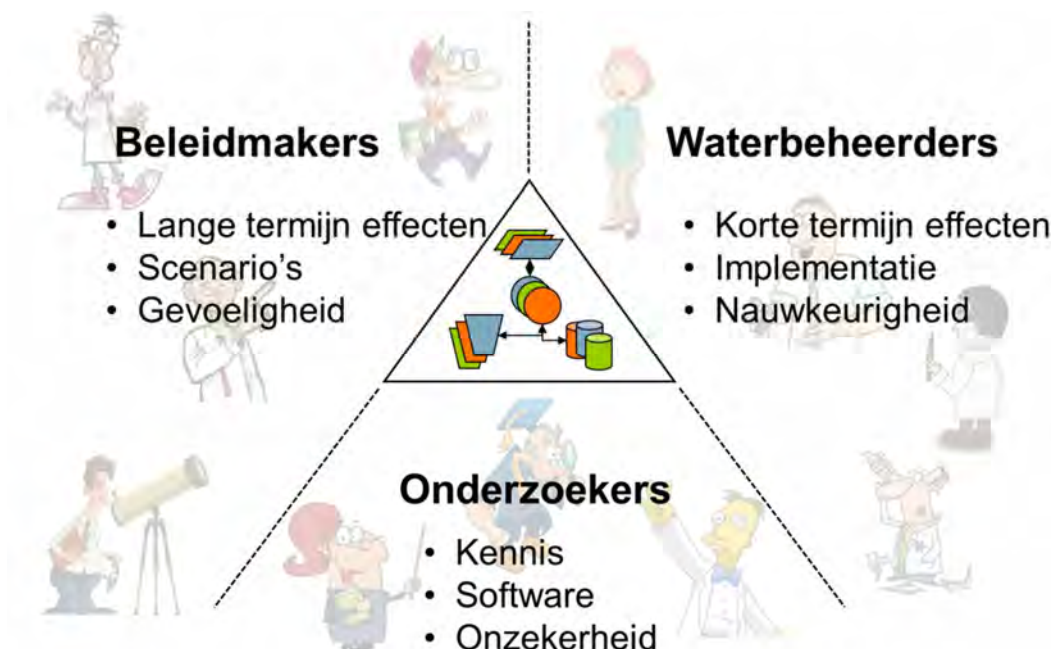 Beleidmakers
• Lange termijn effecten
• Scenario's
• Gevoeligheid
Waterbeheerders
• Korte termijn effecten
• Implementatie
• Nauwkeurigheid
Onderzoekers
• Kennis
• Software
• Onzekerheid